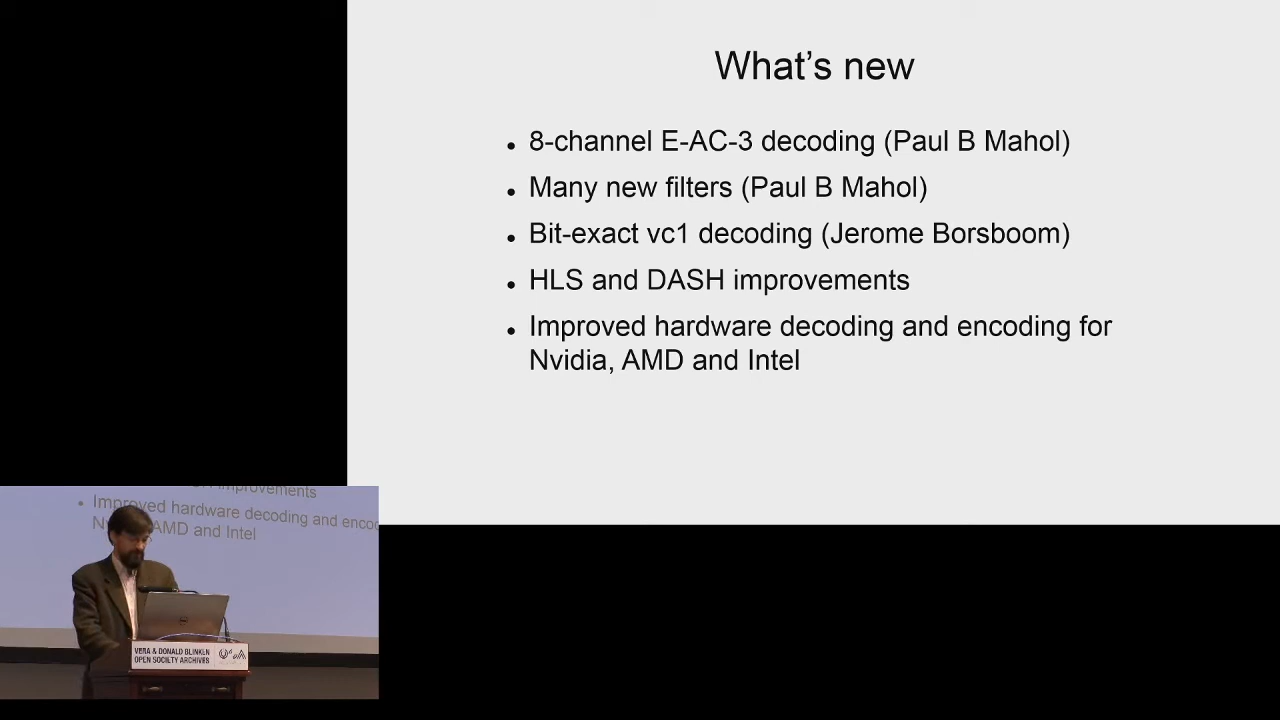 What's new
8-channel E-AC-3 decoding (Paul B Mahol)
Many new filters (Paul B Mahol)
Bit-exact vc1 decoding (Jerome Borsboom)
HLS and DASH improvements
Improved hardware decoding and encoding for
Nvidia, AMD and Intel
improvements
Improved hardware decoding and enco
AMD and Intel
DELL
VERA & DONALD BLINKEN
OPEN SOCIETY ARCHIVES